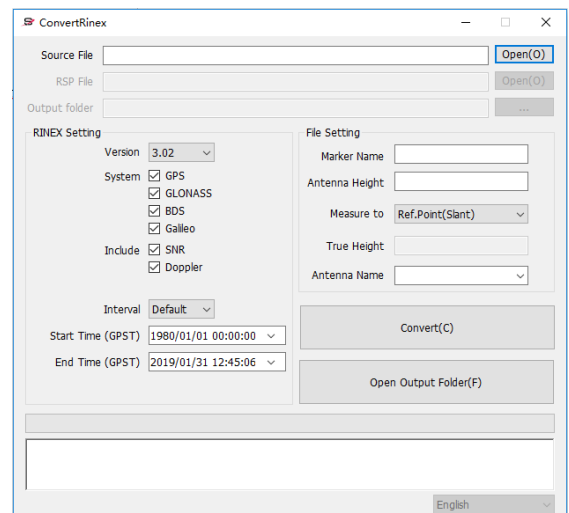 ConvertRinex
Source File
Open(O)
RSP File
Open(O)
Output folder
...
RINEX Setting
Version 3.02
System GPS
GLONASS
BDS
Galileo
Include SNR
Doppler
Interval Default
Start Time (GPST) 1980/01/01 00:00:00
End Time (GPST) 2019/01/31 12:45:06
File Setting
Marker Name
Antenna Height
Measure to Ref.Point(Slant)
True Height
Antenna Name
Convert(C)
Open Output Folder(F)
English